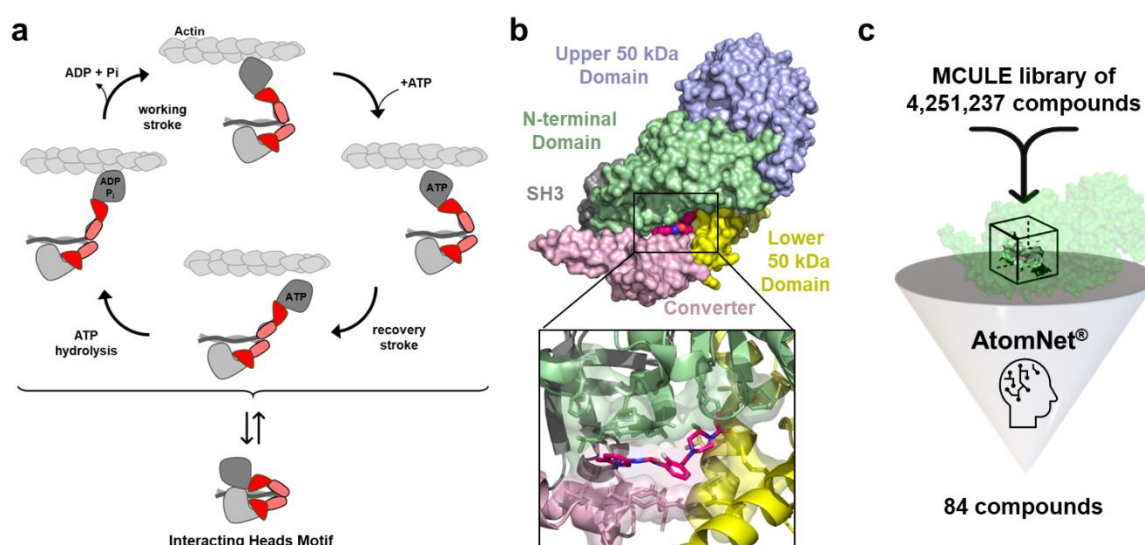 a
Actin
ADP + Pi
working
stroke
+ATP
ADP
Pi
ATP
ATP
ATP
hydrolysis
recovery
stroke
Interacting Heads Motif
b
Upper 50 kDa
Domain
N-terminal
Domain
SH3
Lower
50 kDa
Domain
Converter
c
MCULE library of
4,251,237 compounds
AtomNet®
84 compounds